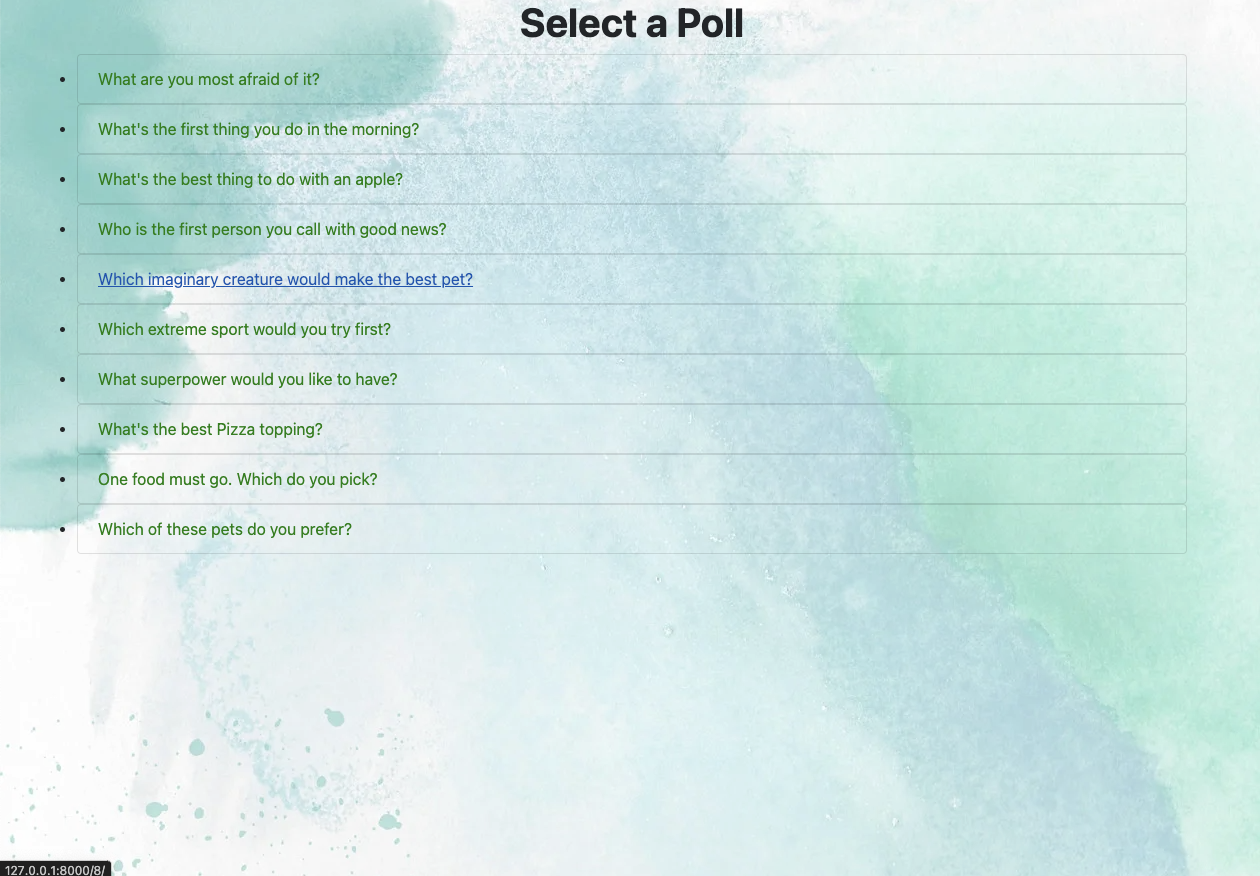 Select a Poll
What are you most afraid of it?
What's the first thing you do in the morning?
What's the best thing to do with an apple?
Who is the first person you call with good news?
Which imaginary creature would make the best pet?
Which extreme sport would you try first?
What superpower would you like to have?
What's the best Pizza topping?
One food must go. Which do you pick?
Which of these pets do you prefer?
127.0.0.1:8000/8/